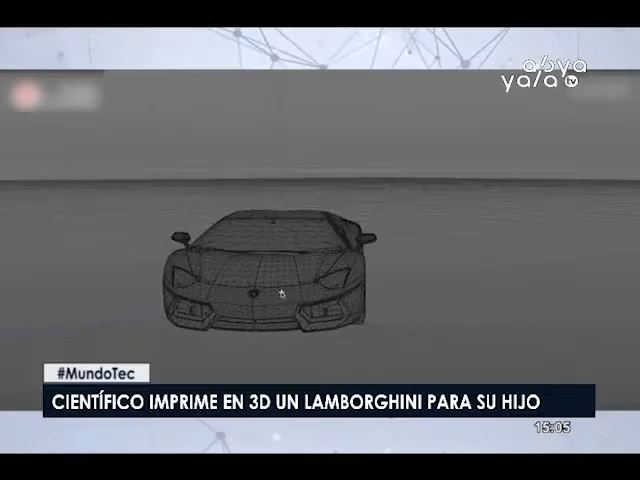 abya
yala tv
#MundoTec
CIENTÍFICO IMPRIME EN 3D UN LAMBORGHINI PARA SU HIJO
15:05